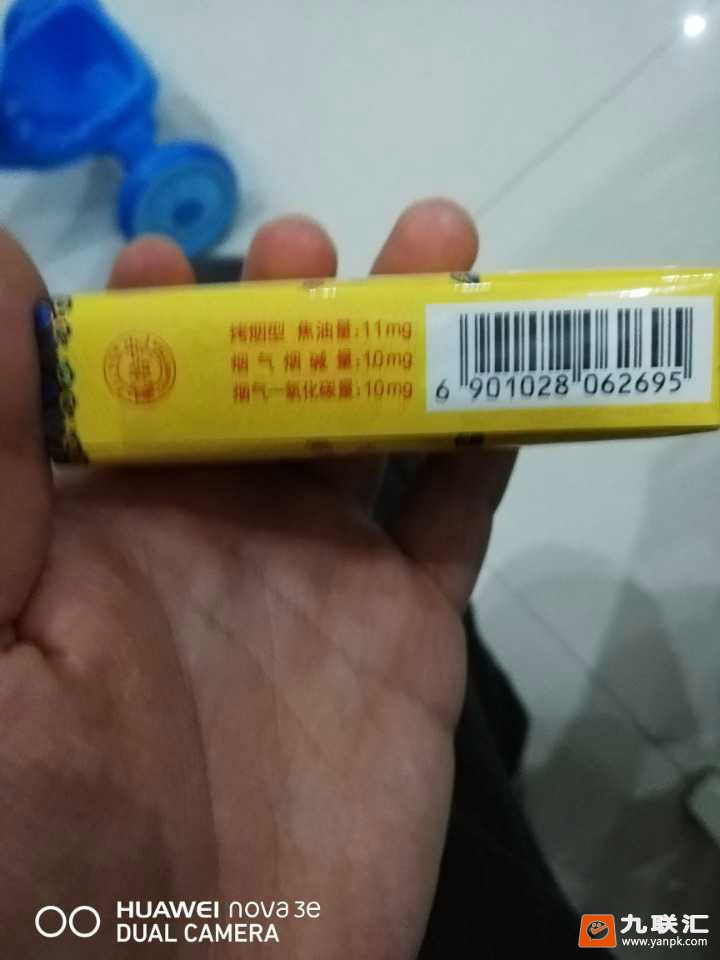 烤烟型 焦油量:11mg
烟气烟碱量:1.0mg
烟气一氧化碳量:10mg
6 901028 062695
HUAWEI nova 3e
DUAL CAMERA
九联汇
www.yanpk.com